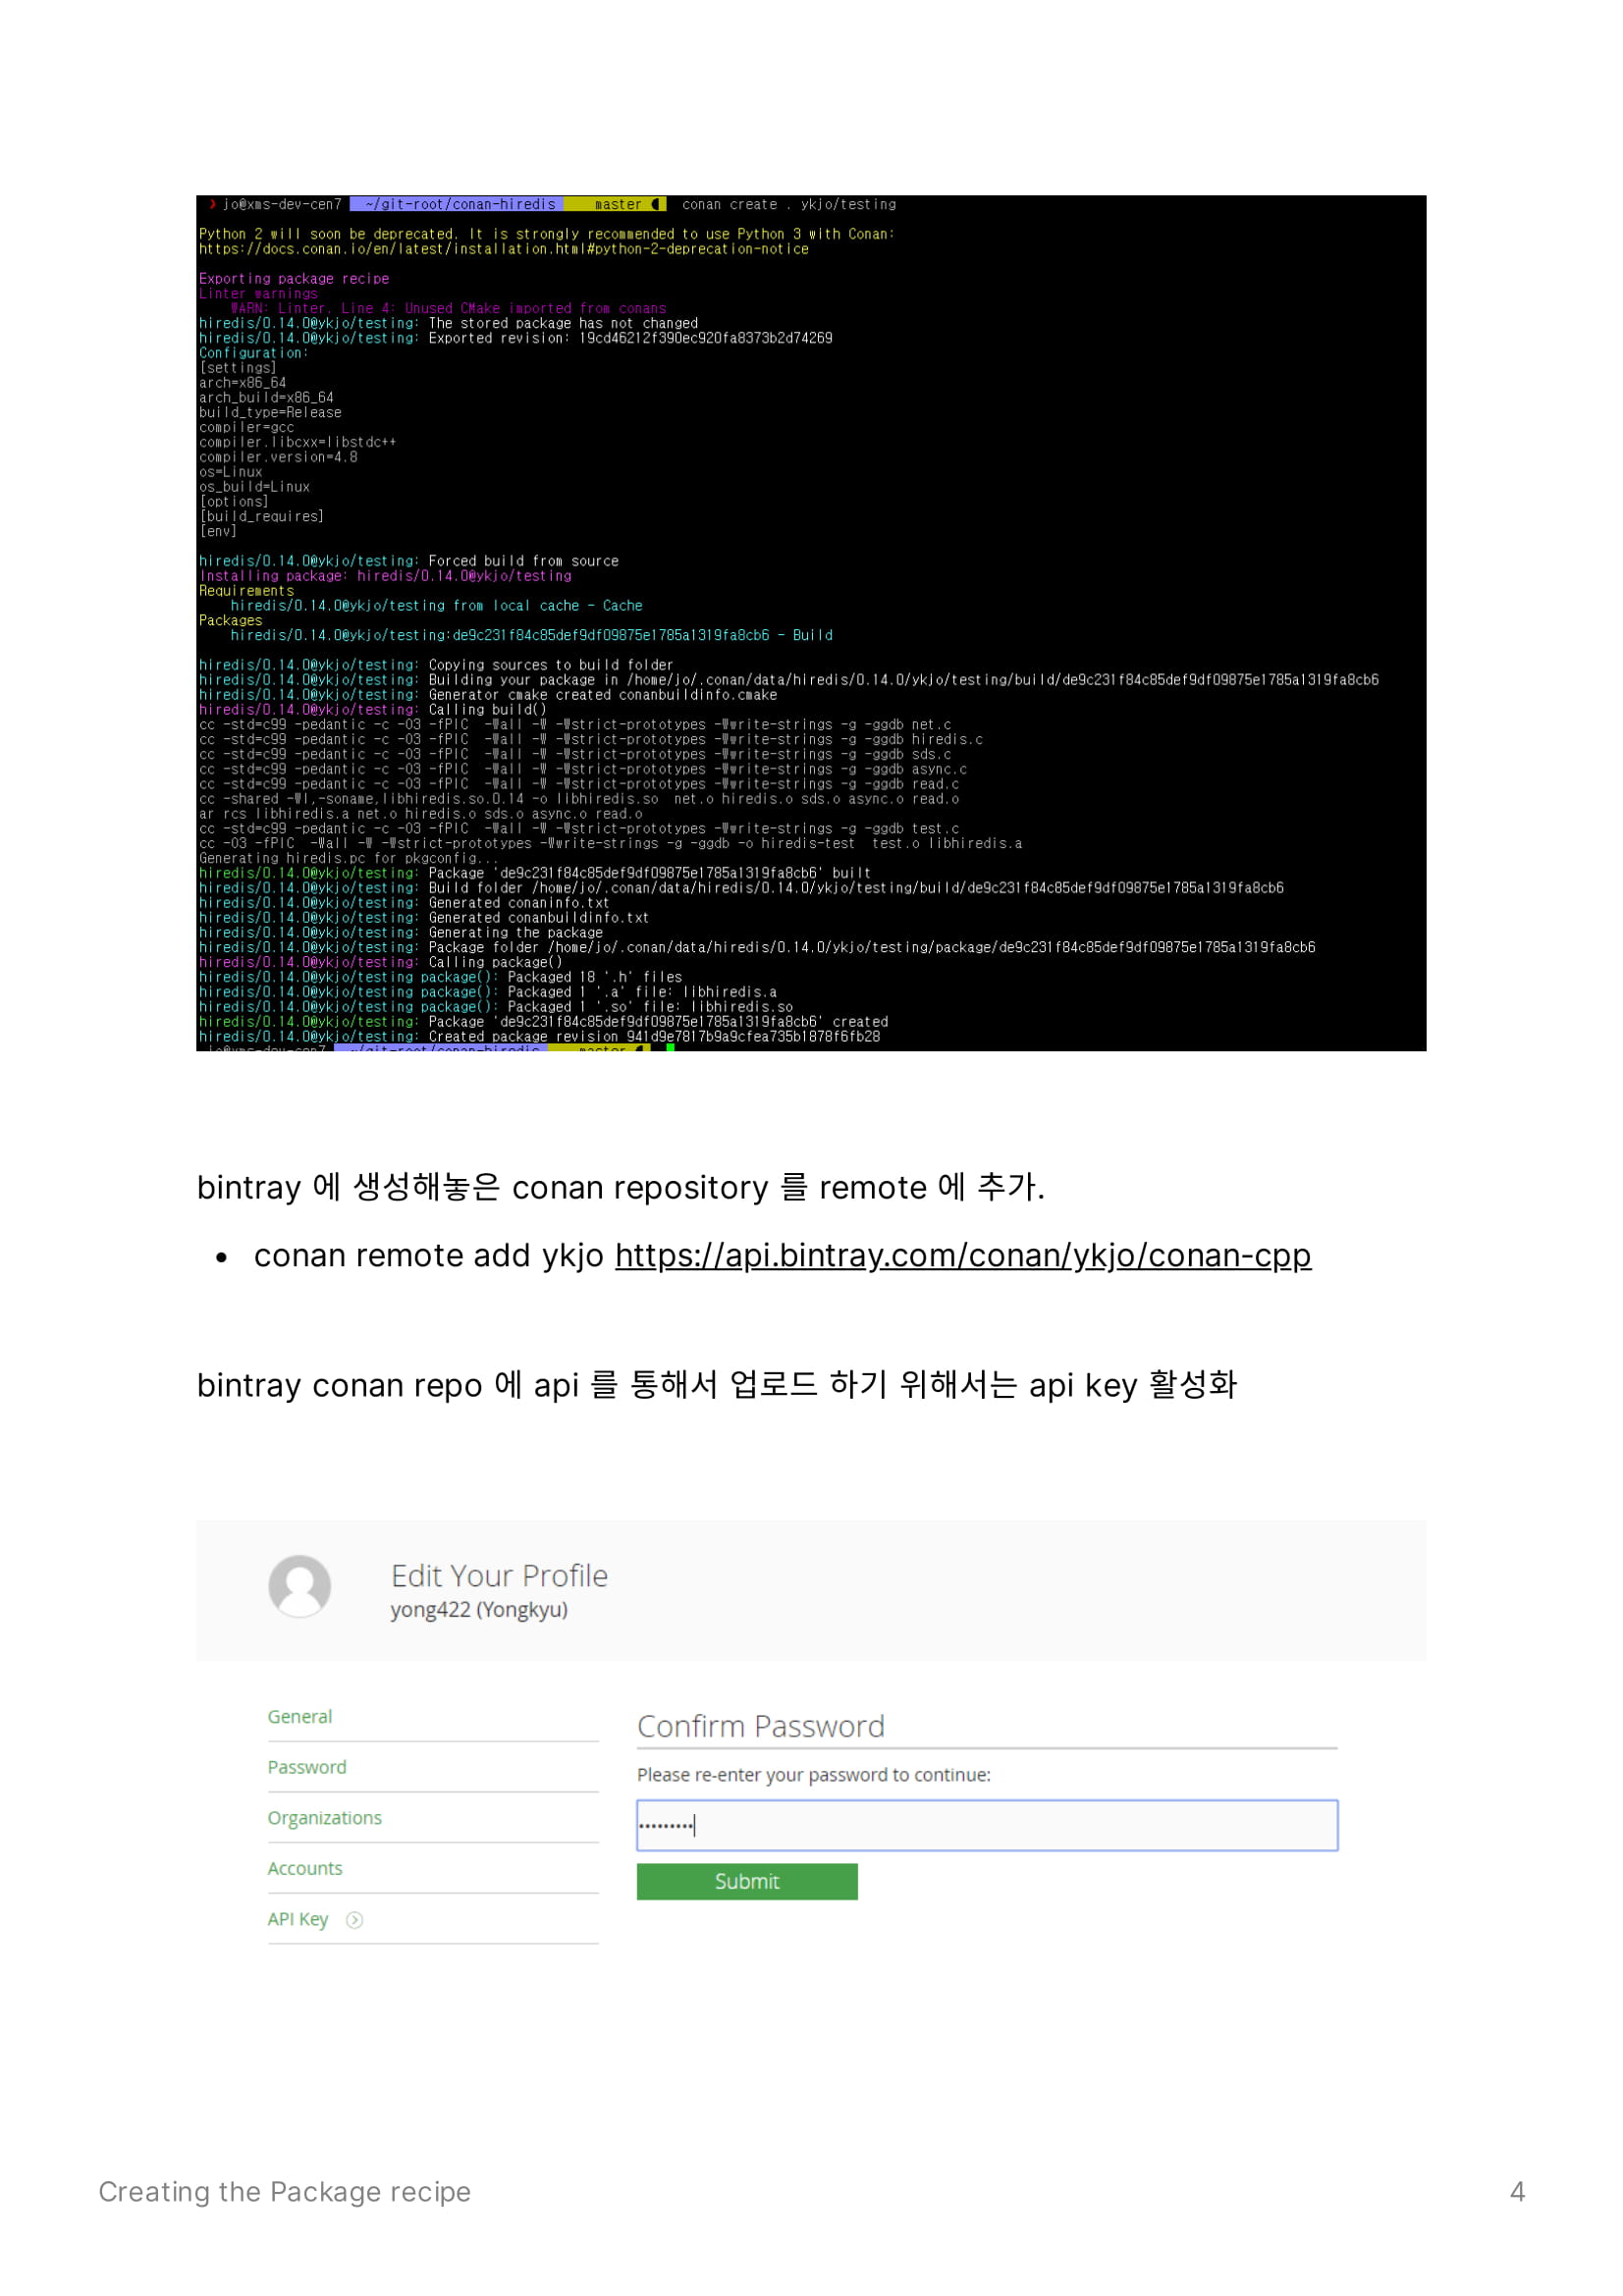 ❯ jo@xms-dev-cen7 ~/git-root/conan-hiredis master conan create . ykjo/testing
Python 2 will soon be deprecated. It is strongly recommended to use Python 3 with Conan:
https://docs.conan.io/en/latest/installation.html#python-2-deprecation-notice
Exporting package recipe
Linter warnings
WARN: Linter. Line 4: Unused CMake imported from conans
hiredis/0.14.0@ykjo/testing: The stored package has not changed
hiredis/0.14.0@ykjo/testing: Exported revision: 19cd46212f390ec920fa8373b2d74269
Configuration:
[settings]
arch=x86_64
arch_build=x86_64
build_type=Release
compiler=gcc
compiler.libcxx=libstdc++
compiler.version=4.8
os=Linux
os_build=Linux
[options]
[build_requires]
[env]
hiredis/0.14.0@ykjo/testing: Forced build from source
Installing package: hiredis/0.14.0@ykjo/testing
Requirements
hiredis/0.14.0@ykjo/testing from local cache - Cache
Packages
hiredis/0.14.0@ykjo/testing:de9c231f84c85def9df09875e1785a1319fa8cb6 - Build
hiredis/0.14.0@ykjo/testing: Copying sources to build folder
hiredis/0.14.0@ykjo/testing: Building your package in /home/jo/.conan/data/hiredis/0.14.0/ykjo/testing/build/de9c231f84c85def9df09875e1785a1319fa8cb6
hiredis/0.14.0@ykjo/testing: Generator cmake created conanbuildinfo.cmake
hiredis/0.14.0@ykjo/testing: Calling build()
cc -std=c99 -pedantic -c -O3 -fPIC  -Wall -W -Wstrict-prototypes -Wwrite-strings -g -ggdb net.c
cc -std=c99 -pedantic -c -O3 -fPIC  -Wall -W -Wstrict-prototypes -Wwrite-strings -g -ggdb hiredis.c
cc -std=c99 -pedantic -c -O3 -fPIC  -Wall -W -Wstrict-prototypes -Wwrite-strings -g -ggdb sds.c
cc -std=c99 -pedantic -c -O3 -fPIC  -Wall -W -Wstrict-prototypes -Wwrite-strings -g -ggdb async.c
cc -std=c99 -pedantic -c -O3 -fPIC  -Wall -W -Wstrict-prototypes -Wwrite-strings -g -ggdb read.c
cc -shared -Wl,-soname,libhiredis.so.0.14 -o libhiredis.so  net.o hiredis.o sds.o async.o read.o
ar rcs libhiredis.a net.o hiredis.o sds.o async.o read.o
cc -std=c99 -pedantic -c -O3 -fPIC  -Wall -W -Wstrict-prototypes -Wwrite-strings -g -ggdb test.c
cc -O3 -fPIC  -Wall -W -Wstrict-prototypes -Wwrite-strings -g -ggdb -o hiredis-test  test.o libhiredis.a
Generating hiredis.pc for pkgconfig...
hiredis/0.14.0@ykjo/testing: Package 'de9c231f84c85def9df09875e1785a1319fa8cb6' built
hiredis/0.14.0@ykjo/testing: Build folder /home/jo/.conan/data/hiredis/0.14.0/ykjo/testing/build/de9c231f84c85def9df09875e1785a1319fa8cb6
hiredis/0.14.0@ykjo/testing: Generated conaninfo.txt
hiredis/0.14.0@ykjo/testing: Generated conanbuildinfo.txt
hiredis/0.14.0@ykjo/testing: Generating the package
hiredis/0.14.0@ykjo/testing: Package folder /home/jo/.conan/data/hiredis/0.14.0/ykjo/testing/package/de9c231f84c85def9df09875e1785a1319fa8cb6
hiredis/0.14.0@ykjo/testing: Calling package()
hiredis/0.14.0@ykjo/testing package(): Packaged 18 '.h' files
hiredis/0.14.0@ykjo/testing package(): Packaged 1 '.a' file: libhiredis.a
hiredis/0.14.0@ykjo/testing package(): Packaged 1 '.so' file: libhiredis.so
hiredis/0.14.0@ykjo/testing: Package 'de9c231f84c85def9df09875e1785a1319fa8cb6' created
hiredis/0.14.0@ykjo/testing: Created package revision 941d9e7817b9a9cfea735b1878f6fb28
jo@xms-dev-cen7 ~/git-root/conan-hiredis master
bintray 에 생성해놓은 conan repository 를 remote 에 추가.
• conan remote add ykjo https://api.bintray.com/conan/ykjo/conan-cpp
bintray conan repo 에 api 를 통해서 업로드 하기 위해서는 api key 활성화
Edit Your Profile
yong422 (Yongkyu)
General
Password
Organizations
Accounts
API Key
Confirm Password
Please re-enter your password to continue:
•••••••••
Submit
Creating the Package recipe
4